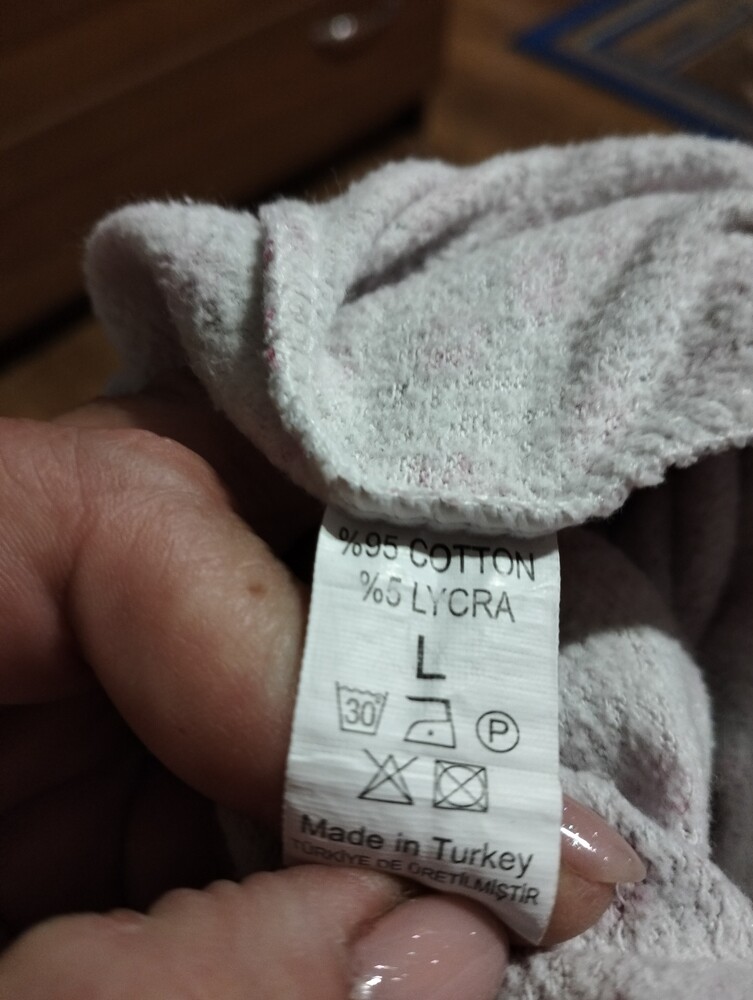 %95 COTTON
%5 LYCRA
L
30
P
Made in Turkey
TÜRKİYE DE ÜRETİLMİŞTİR